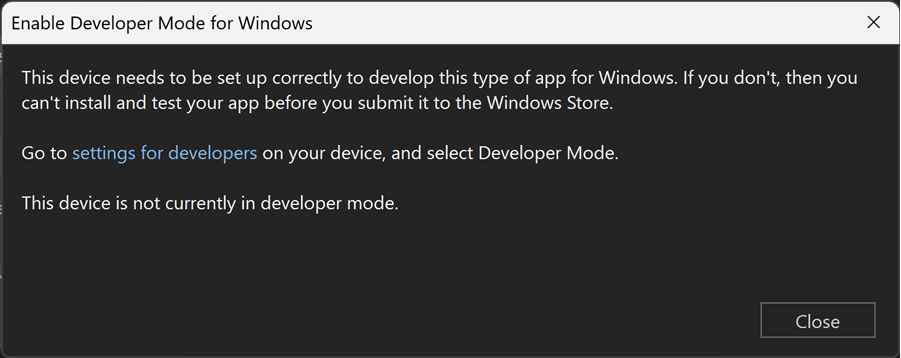 Enable Developer Mode for Windows
This device needs to be set up correctly to develop this type of app for Windows. If you don't, then you
can't install and test your app before you submit it to the Windows Store.
Go to settings for developers on your device, and select Developer Mode.
This device is not currently in developer mode.
Close